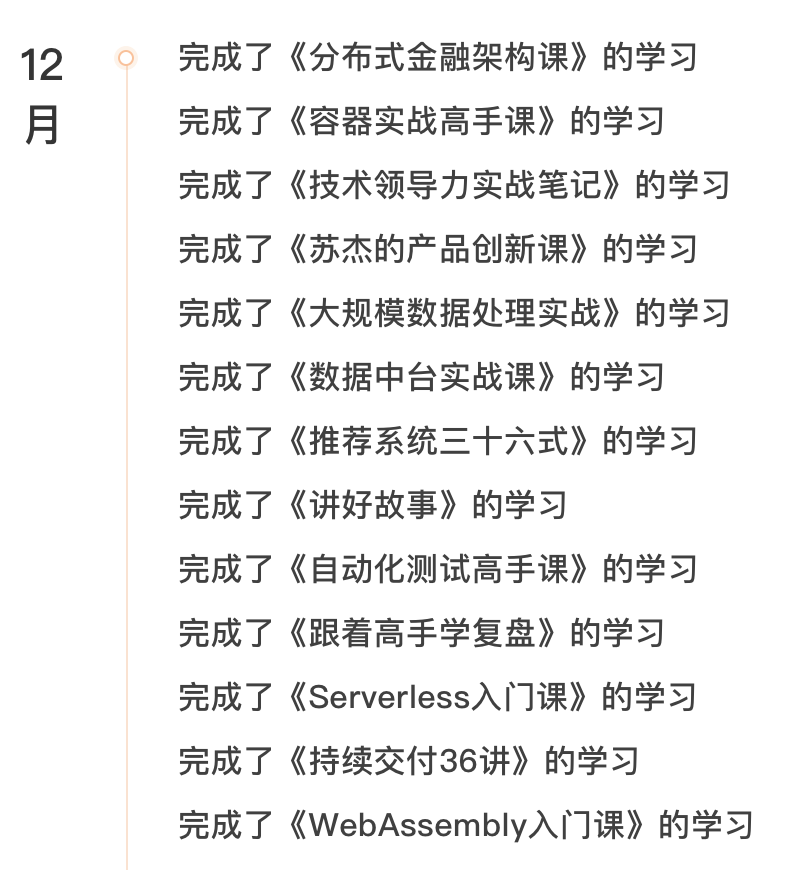 12
月
完成了《分布式金融架构课》的学习
完成了《容器实战高手课》的学习
完成了《技术领导力实战笔记》的学习
完成了《苏杰的产品创新课》的学习
完成了《大规模数据处理实战》的学习
完成了《数据中台实战课》的学习
完成了《推荐系统三十六式》的学习
完成了《讲好故事》的学习
完成了《自动化测试高手课》的学习
完成了《跟着高手学复盘》的学习
完成了《Serverless入门课》的学习
完成了《持续交付36讲》的学习
完成了《WebAssembly入门课》的学习